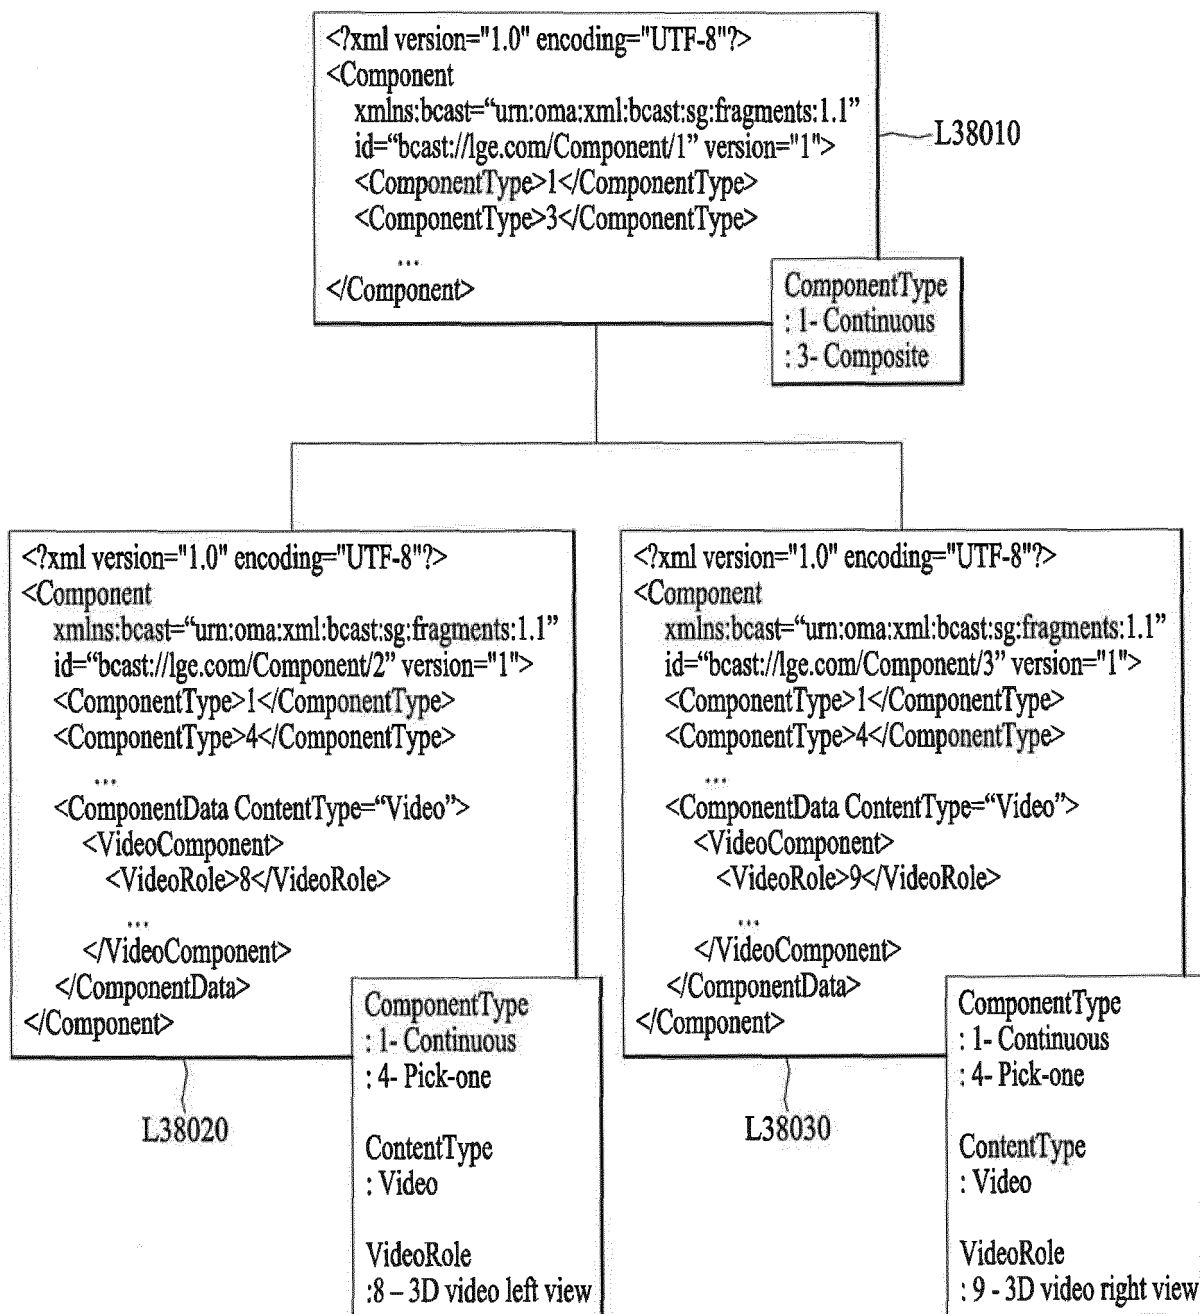 <?xml version="1.0" encoding="UTF-8"?>
<Component
xmlns:bcast=“urn:oma:xml:bcast:sg:fragments:1.1”
id=“bcast://lge.com/Component/1” version="1">
<ComponentType>1</ComponentType>
<ComponentType>3</ComponentType>
...
</Component>
L38010
ComponentType
: 1- Continuous
: 3- Composite
<?xml version="1.0" encoding="UTF-8"?>
<Component
xmlns:bcast=“urn:oma:xml:bcast:sg:fragments:1.1”
id=“bcast://lge.com/Component/2” version="1">
<ComponentType>1</ComponentType>
<ComponentType>4</ComponentType>
...
<ComponentData ContentType=“Video”>
<VideoComponent>
<VideoRole>8</VideoRole>
...
</VideoComponent>
</ComponentData>
</Component>
L38020
ComponentType
: 1- Continuous
: 4- Pick-one
ContentType
: Video
VideoRole
:8 – 3D video left view
<?xml version="1.0" encoding="UTF-8"?>
<Component
xmlns:bcast=“urn:oma:xml:bcast:sg:fragments:1.1”
id=“bcast://lge.com/Component/3” version="1">
<ComponentType>1</ComponentType>
<ComponentType>4</ComponentType>
...
<ComponentData ContentType=“Video”>
<VideoComponent>
<VideoRole>9</VideoRole>
...
</VideoComponent>
</ComponentData>
</Component>
L38030
ComponentType
: 1- Continuous
: 4- Pick-one
ContentType
: Video
VideoRole
: 9 - 3D video right view